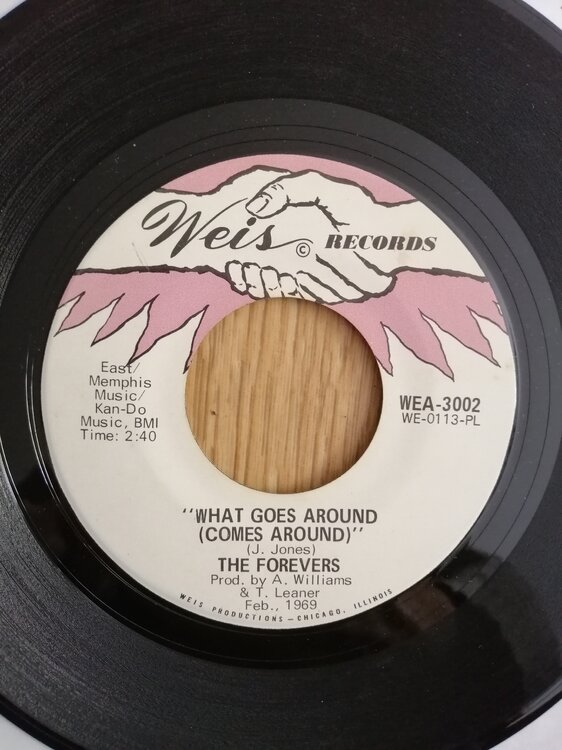 Weis © RECORDS
East/
Memphis
Music/
Kan-Do
Music, BMI
Time: 2:40
WEA-3002
WE-0113-PL
"WHAT GOES AROUND
(COMES AROUND)"
(J. Jones)
THE FOREVERS
Prod. by A. Williams
& T. Leaner
Feb., 1969
WEIS PRODUCTIONS—CHICAGO, ILLINOIS